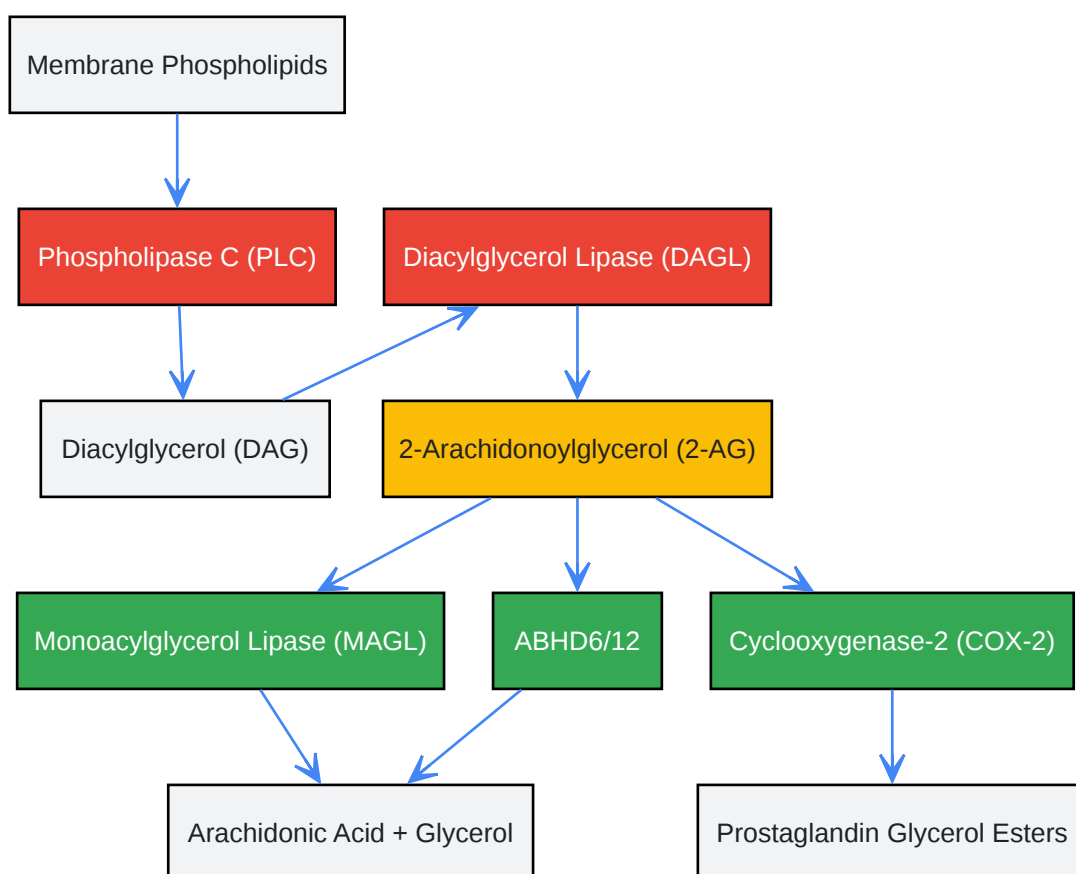 Membrane Phospholipids
Phospholipase C (PLC)
Diacylglycerol Lipase (DAGL)
Diacylglycerol (DAG)
2-Arachidonoylglycerol (2-AG)
Monoacylglycerol Lipase (MAGL)
ABHD6/12
Cyclooxygenase-2 (COX-2)
Arachidonic Acid + Glycerol
Prostaglandin Glycerol Esters